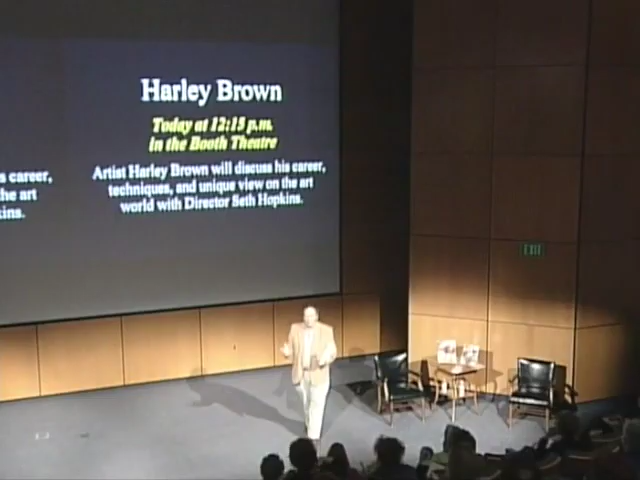 s career,
he art
kins.
Harley Brown
Today at 12:15 p.m.
in the Booth Theatre
Artist Harley Brown will discuss his career,
techniques, and unique view on the art
world with Director Seth Hopkins.
EXIT